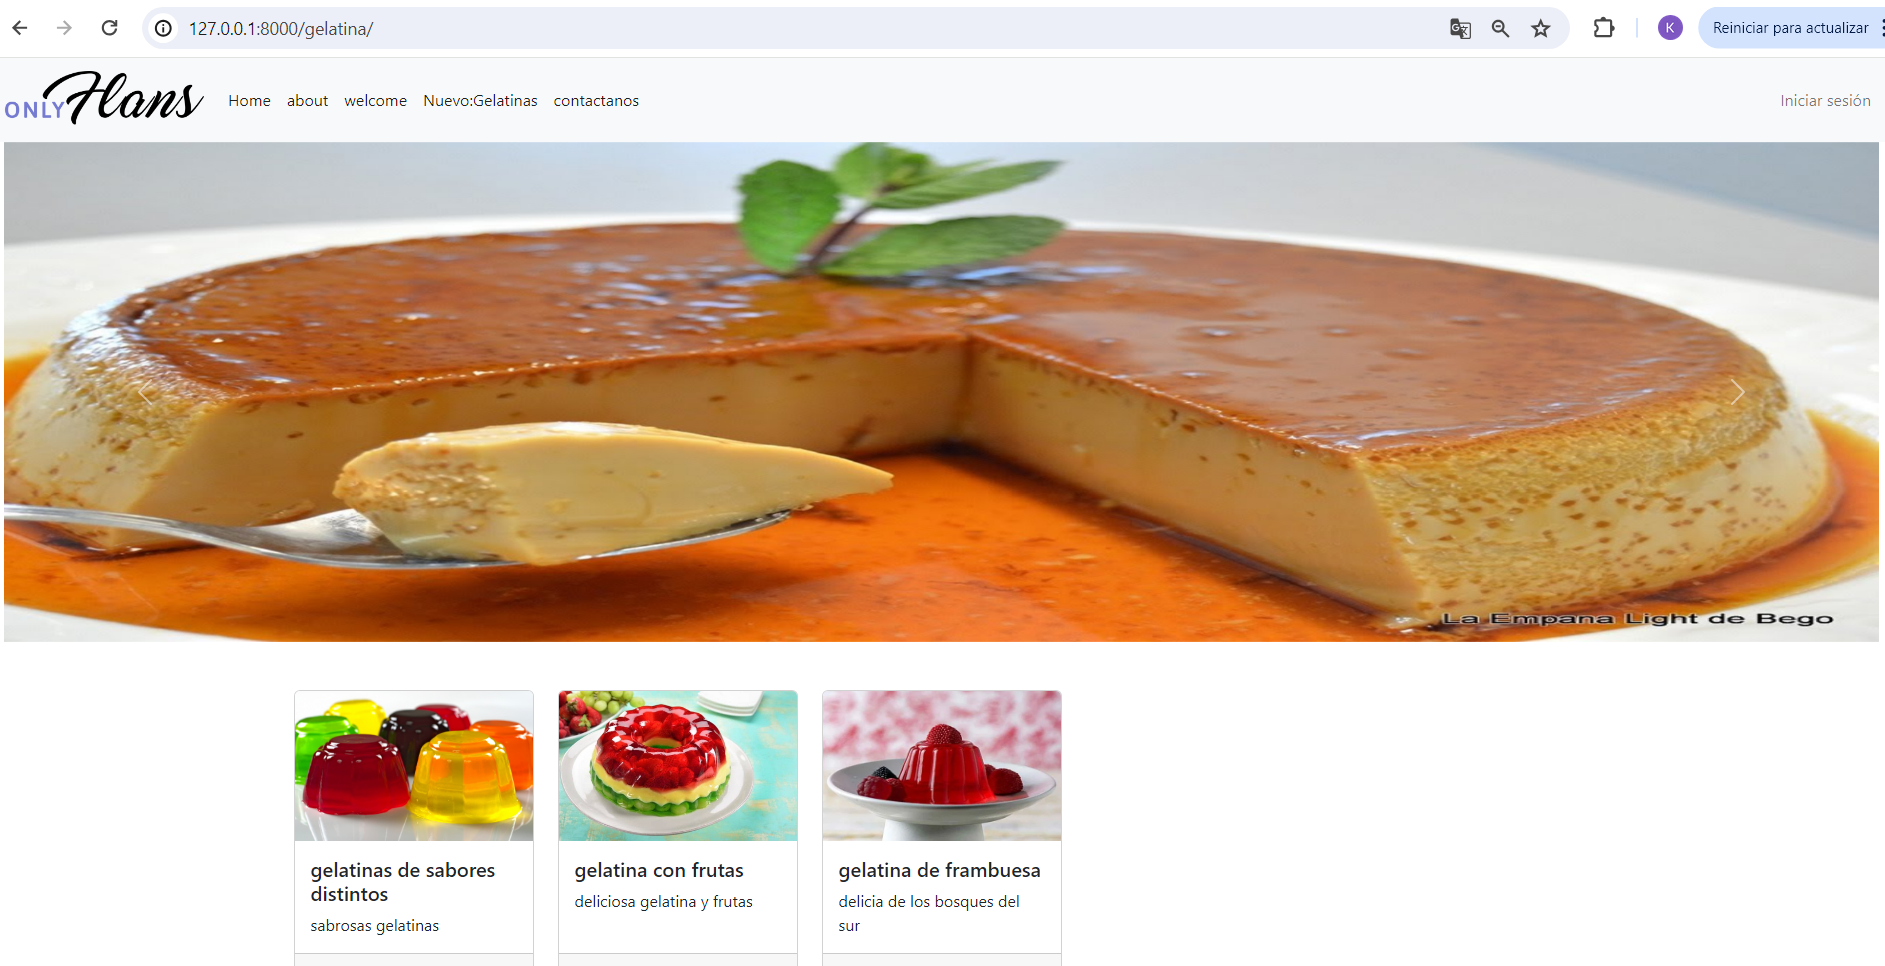 127.0.0.1:8000/gelatina/
K
Reiniciar para actualizar
ONLY Flans
Home about welcome Nuevo:Gelatinas contactanos
Iniciar sesión
La Empana Light de Bego
gelatinas de sabores
distintos
sabrosas gelatinas
gelatina con frutas
deliciosa gelatina y frutas
gelatina de frambuesa
delicia de los bosques del
sur